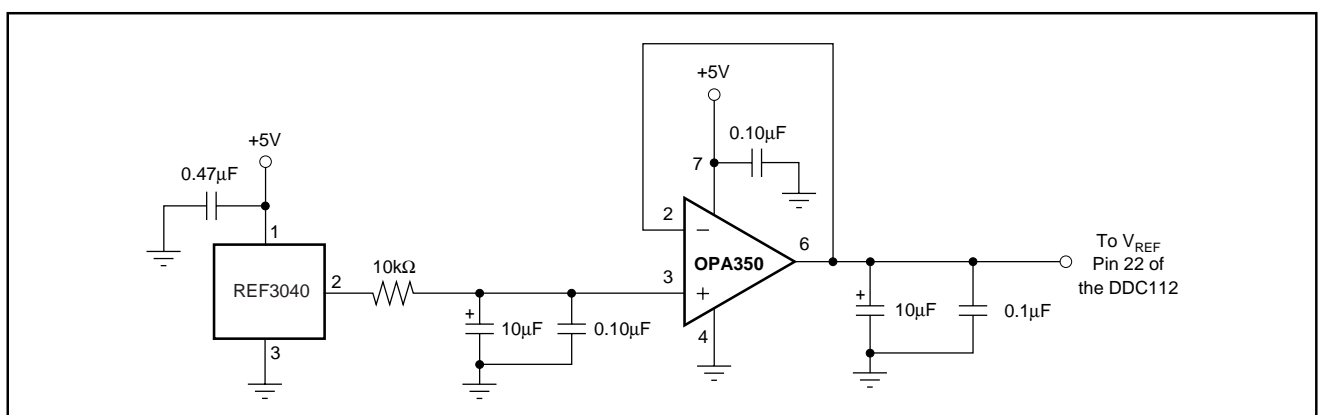 +5V
0.47µF
1
REF3040
2
3
10kΩ
+
10µF
0.10µF
+5V
0.10µF
7
2
−
OPA350
3
+
6
4
+
10µF
0.1µF
To VREF
Pin 22 of
the DDC112